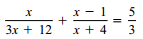 x/(3x + 12) + (x − 1)/(x + 4) = 5/3